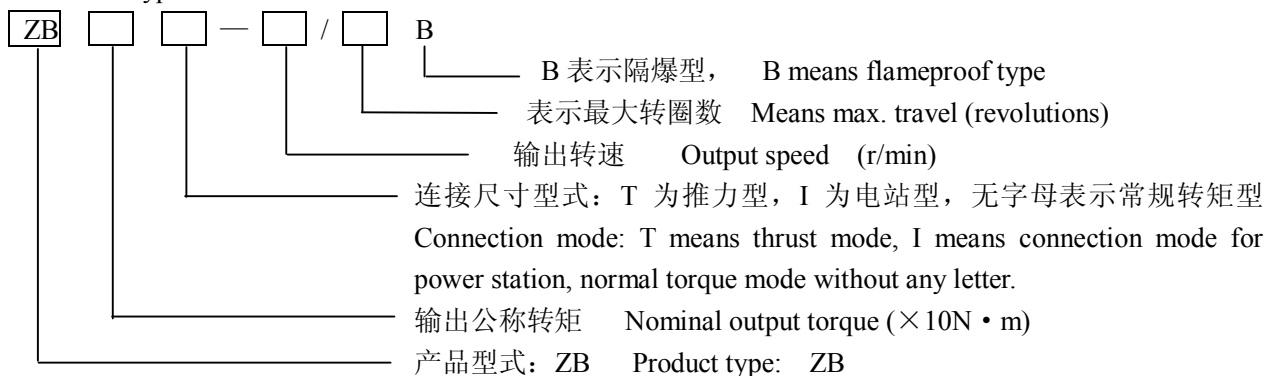 ZB — / B
B 表示隔爆型， B means flameproof type
表示最大转圈数 Means max. travel (revolutions)
输出转速 Output speed (r/min)
连接尺寸型式：T 为推力型，I 为电站型，无字母表示常规转矩型
Connection mode: T means thrust mode, I means connection mode for
power station, normal torque mode without any letter.
输出公称转矩 Nominal output torque (×10N·m)
产品型式：ZB Product type: ZB